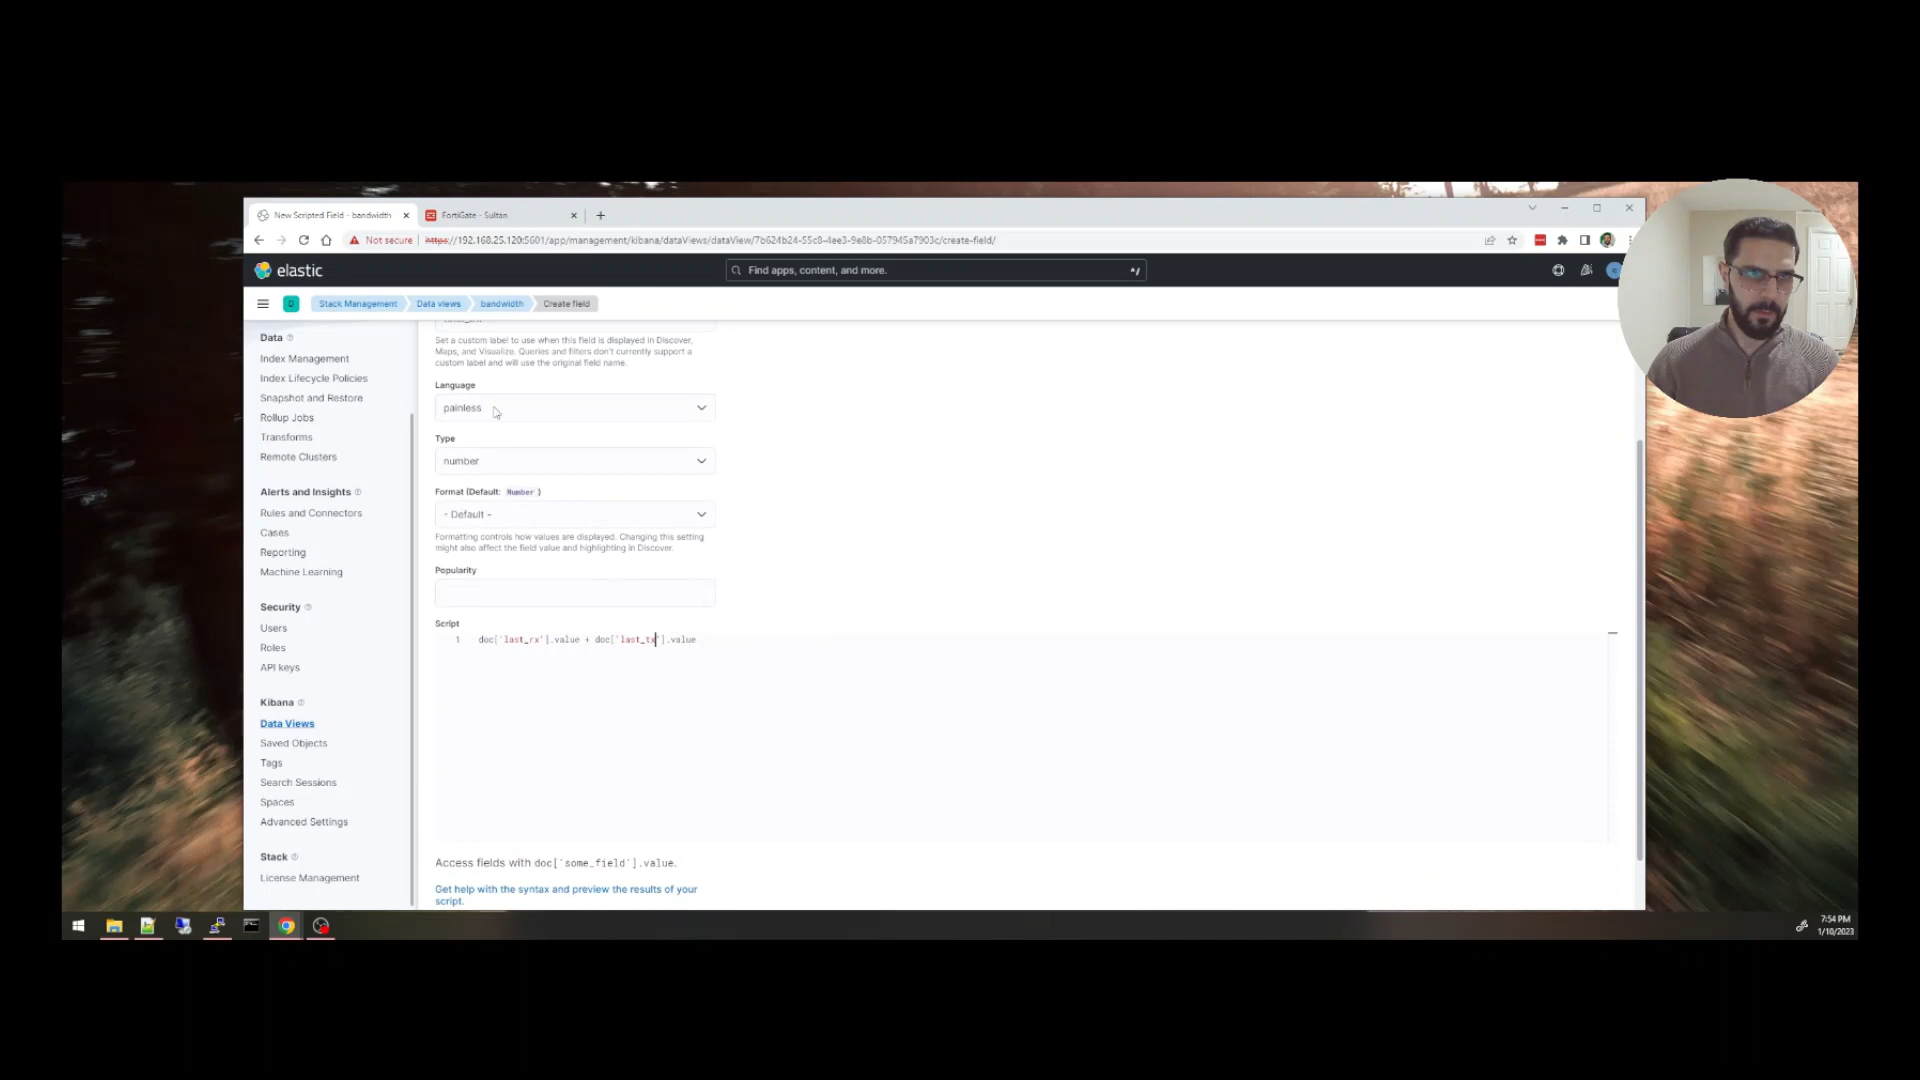 New Scripted Field - bandwidth
FortiGate - Sultan
Not secure
https://192.168.25.120:5601/app/management/kibana/dataViews/dataView/7b624b24-55c8-4ee3-9e8b-057945a7903c/create-field/
elastic
Find apps, content, and more.
^/
D
Stack Management
Data views
bandwidth
Create field
Data
Index Management
Index Lifecycle Policies
Snapshot and Restore
Rollup Jobs
Transforms
Remote Clusters
Alerts and Insights
Rules and Connectors
Cases
Reporting
Machine Learning
Security
Users
Roles
API keys
Kibana
Data Views
Saved Objects
Tags
Search Sessions
Spaces
Advanced Settings
Stack
License Management
Set a custom label to use when this field is displayed in Discover,
Maps, and Visualize. Queries and filters don't currently support a
custom label and will use the original field name.
Language
painless
Type
number
Format (Default: Number )
- Default -
Formatting controls how values are displayed. Changing this setting
might also affect the field value and highlighting in Discover.
Popularity
Script
1 doc['last_rx'].value + doc['last_tx'].value
Access fields with doc['some_field'].value.
Get help with the syntax and preview the results of your
script.
7:54 PM
1/10/2023